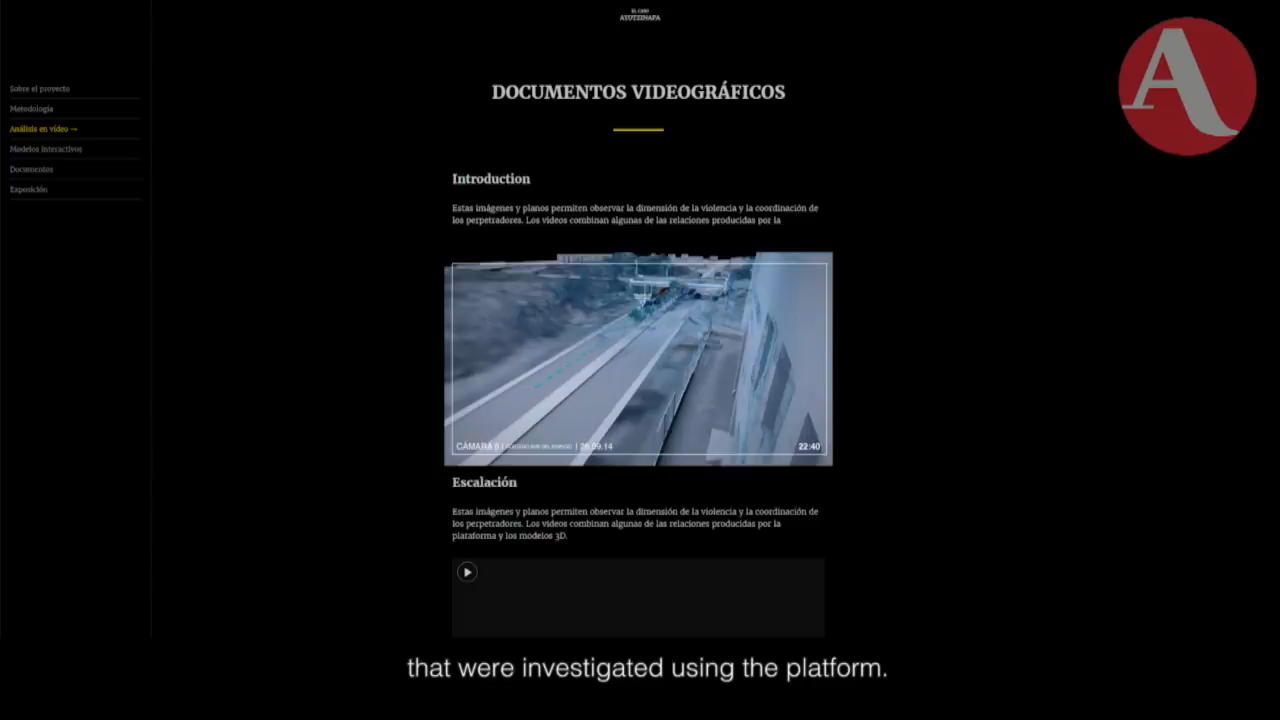 EL CASO
AYOTZINAPA
A
DOCUMENTOS VIDEOGRÁFICOS
Sobre el proyecto
Metodología
Análisis en vídeo →
Modelos interactivos
Documentos
Exposición
Introduction
Estas imágenes y planos permiten observar la dimensión de la violencia y la coordinación de
los perpetradores. Los videos combinan algunas de las relaciones producidas por la
CÁMARA 6 | | 26.09.14
22:40
Escalación
Estas imágenes y planos permiten observar la dimensión de la violencia y la coordinación de
los perpetradores. Los videos combinan algunas de las relaciones producidas por la
plataforma y los modelos 3D.
that were investigated using the platform.